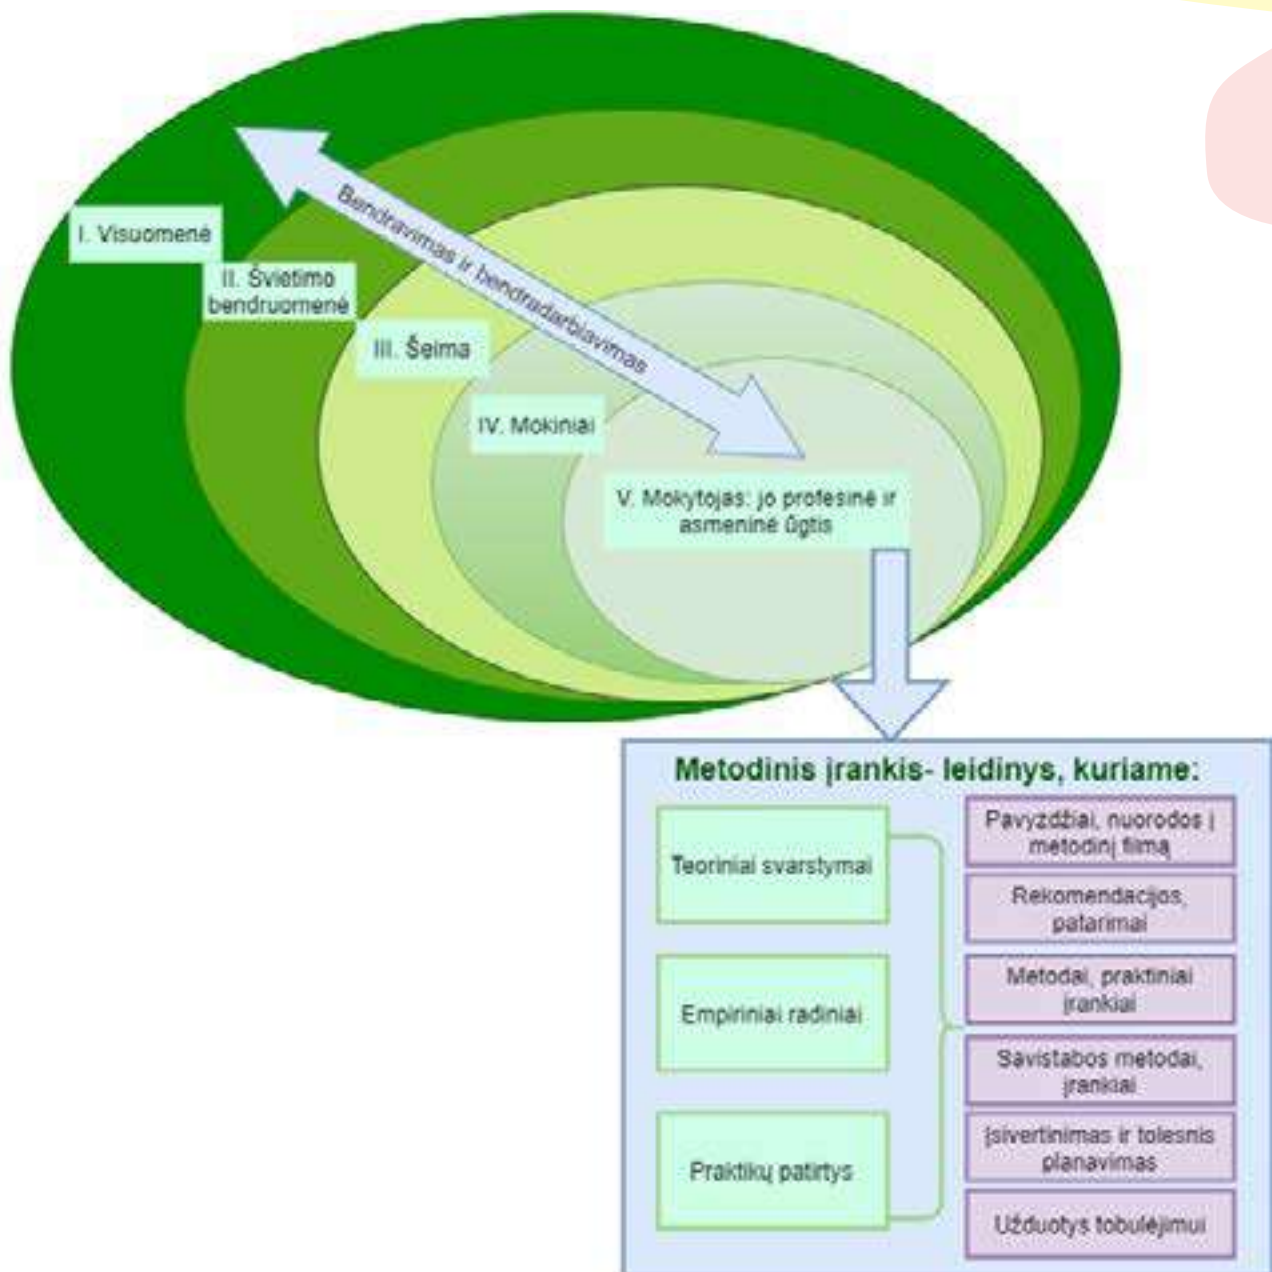 I. Visuomenė
Bendravimas ir bendradarbiavimas
II. Švietimo
bendruomenė
III. Šeima
IV. Mokiniai
V. Mokytojas: jo profesinė ir
asmeninė ūgtis
Metodinis įrankis- leidinys, kuriame:
Teoriniai svarstymai
Empiriniai radiniai
Praktikų patirtys
Pavyzdžiai, nuorodos į
metodinį filmą
Rekomendacijos,
patarimai
Metodai, praktiniai
įrankiai
Savistabos metodai,
įrankiai
Įsivertinimas ir tolesnis
planavimas
Užduotys tobulėjimui